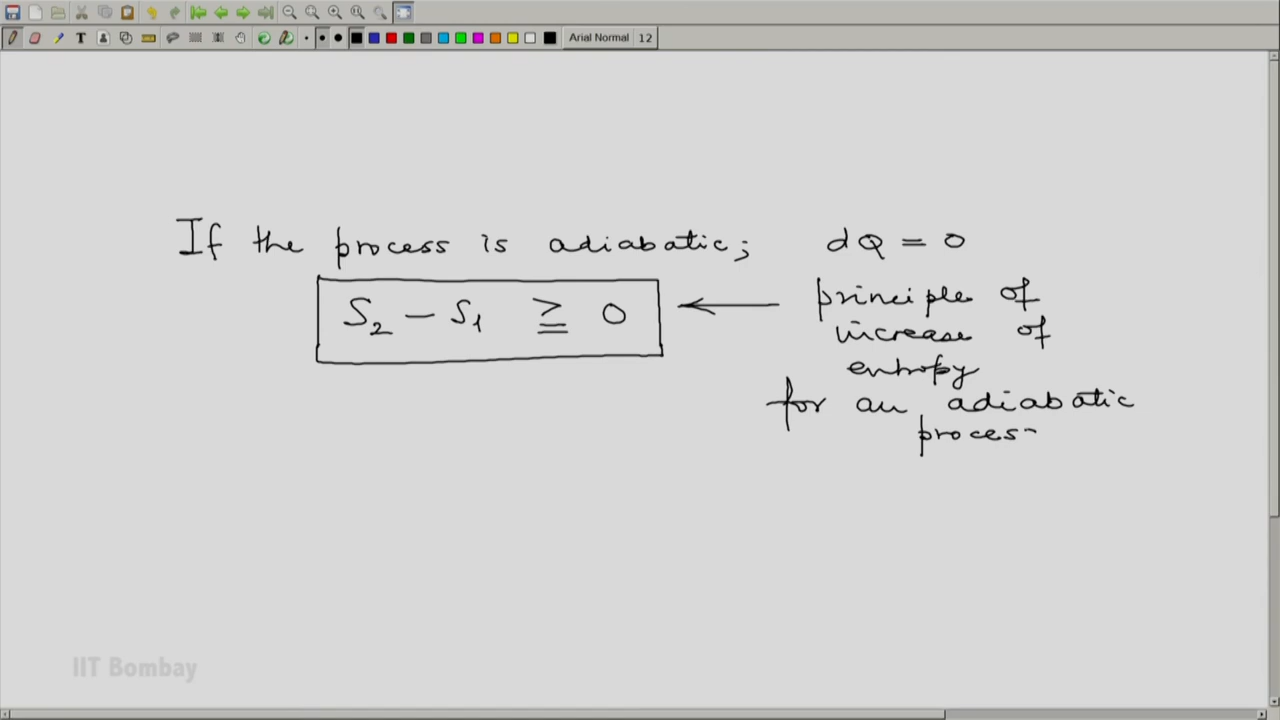 Arial Normal 12
If the process is adiabatic; dQ = 0
S₂ - S₁ ≧ 0
principle of
increase of
entropy
for an adiabatic
proces
IIT Bombay